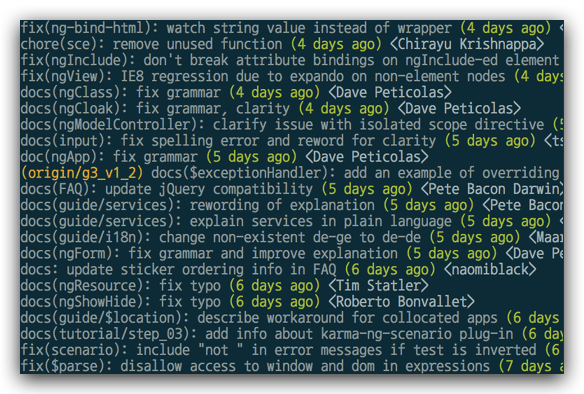 fix(ng-bind-html): watch string value instead of wrapper (4 days ago) <
chore(sce): remove unused function (4 days ago) <Chirayu Krishnappa>
fix(ngInclude): don't break attribute bindings on ngInclude-ed element
fix(ngView): IE8 regression due to expando on non-element nodes (4 days
docs(ngClass): fix grammar (4 days ago) <Dave Peticolas>
docs(ngCloak): fix grammar, clarity (4 days ago) <Dave Peticolas>
docs(ngModelController): clarify issue with isolated scope directive (5
docs(input): fix spelling error and reword for clarity (5 days ago) <ts
doc(ngApp): fix grammar (5 days ago) <Dave Peticolas>
(origin/g3_v1_2) docs($exceptionHandler): add an example of overriding
docs(FAQ): update jQuery compatibility (5 days ago) <Pete Bacon Darwin>
docs(guide/services): rewording of explanation (5 days ago) <Pete Bacon
docs(guide/services): explain services in plain language (5 days ago) <
docs(guide/i18n): change non-existent de-ge to de-de (5 days ago) <Maa
docs(ngForm): fix grammar and improve explanation (5 days ago) <Dave Pe
docs: update sticker ordering info in FAQ (6 days ago) <naomiblack>
docs(ngResource): fix typo (6 days ago) <Tim Statler>
docs(ngShowHide): fix typo (6 days ago) <Roberto Bonvallet>
docs(guide/$location): describe workaround for collocated apps (6 days
docs(tutorial/step_03): add info about karma-ng-scenario plug-in (6 day
fix(scenario): include "not " in error messages if test is inverted (6
fix($parse): disallow access to window and dom in expressions (7 days a